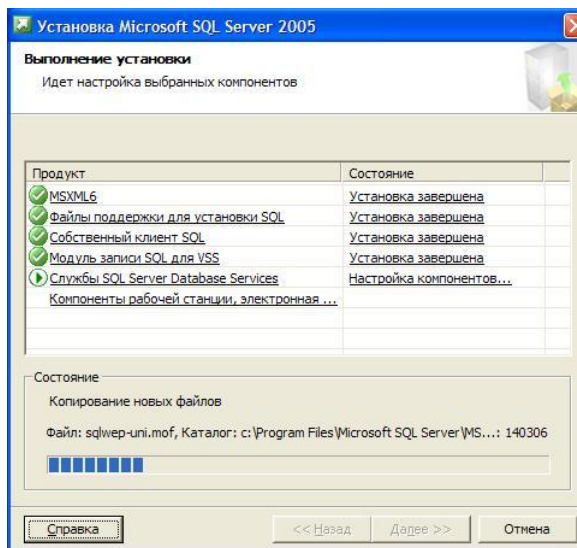 Установка Microsoft SQL Server 2005
Выполнение установки
Идет настройка выбранных компонентов
Продукт Состояние
MSXML6 Установка завершена
Файлы поддержки для установки SQL Установка завершена
Собственный клиент SQL Установка завершена
Модуль записи SQL для VSS Установка завершена
Службы SQL Server Database Services Настройка компонентов...
Компоненты рабочей станции, электронная ...
Состояние
Копирование новых файлов
Файл: sqlwep-uni.mof, Каталог: c:\Program Files\Microsoft SQL Server\MS...: 140306
Справка << Назад Далее >> Отмена